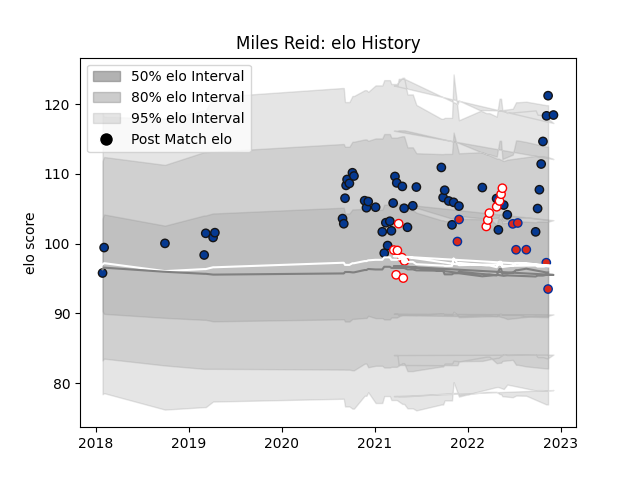 Miles Reid: elo History
50% elo Interval
80% elo Interval
95% elo Interval
Post Match elo
elo score
120
110
100
90
80
2018
2019
2020
2021
2022
2023